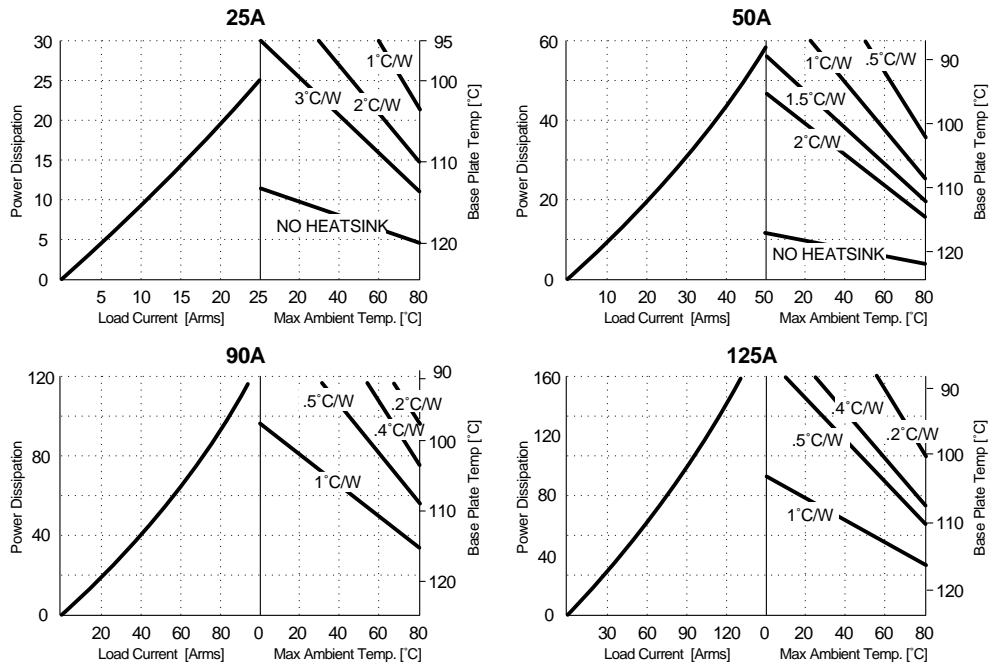 25A
30
25
20
15
10
5
0
Power Dissipation
5 10 15 20 25 20 40 60 80
Load Current [Arms]
Max Ambient Temp. [˚C]
95
100
110
120
Base Plate Temp [˚C]
1˚C/W
2˚C/W
3˚C/W
NO HEATSINK
50A
60
40
20
0
Power Dissipation
10 20 30 40 50 20 40 60 80
Load Current [Arms]
Max Ambient Temp. [˚C]
90
100
110
120
Base Plate Temp [˚C]
.5˚C/W
1˚C/W
1.5˚C/W
2˚C/W
NO HEATSINK
90A
120
80
40
0
Power Dissipation
20 40 60 80 0 20 40 60 80
Load Current [Arms]
Max Ambient Temp. [˚C]
90
100
110
120
Base Plate Temp [˚C]
.2˚C/W
.4˚C/W
.5˚C/W
1˚C/W
125A
160
120
80
40
0
Power Dissipation
30 60 90 120 0 20 40 60 80
Load Current [Arms]
Max Ambient Temp. [˚C]
90
100
110
120
Base Plate Temp [˚C]
.4˚C/W
.2˚C/W
.5˚C/W
1˚C/W